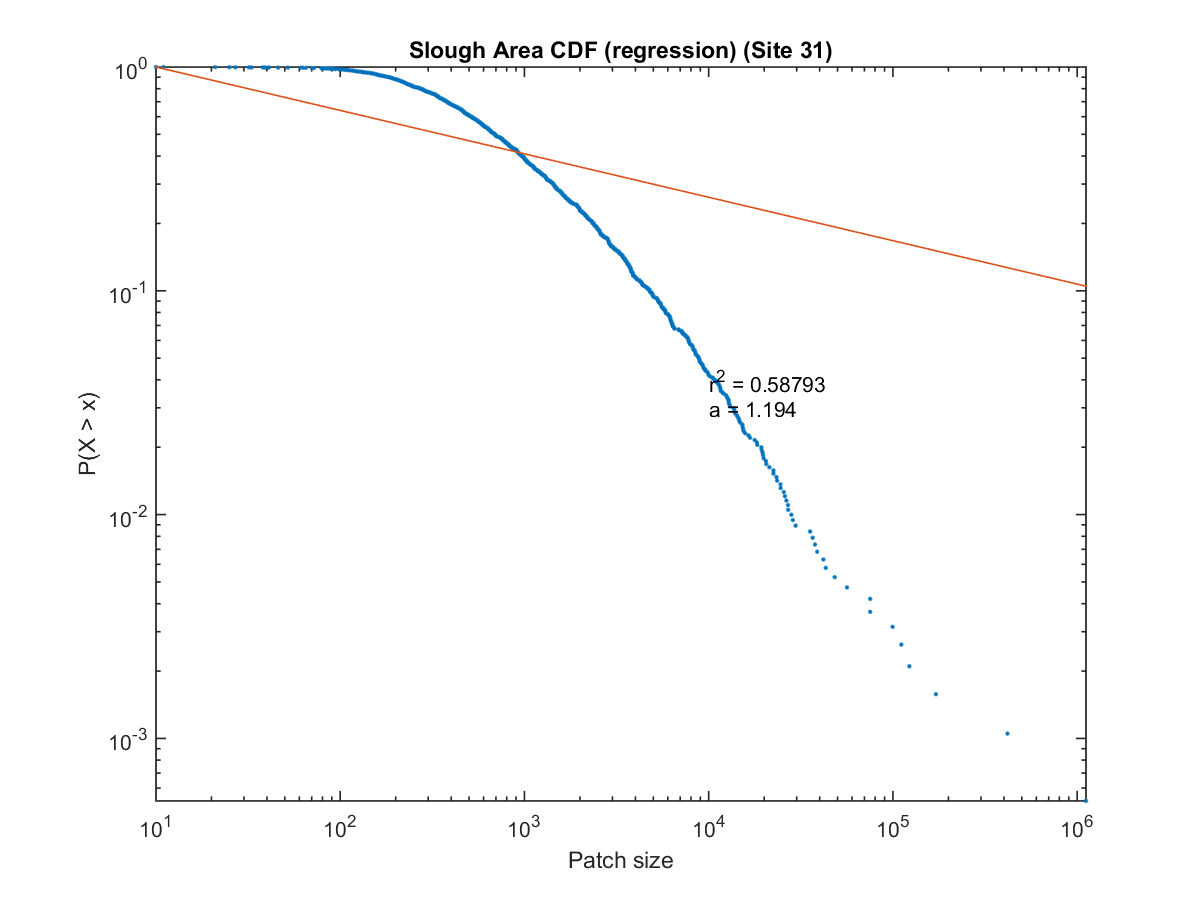 Slough Area CDF (regression) (Site 31)
10^0
10^-1
10^-2
10^-3
P(X > x)
r^2 = 0.58793
a = 1.194
10^1 10^2 10^3 10^4 10^5 10^6
Patch size